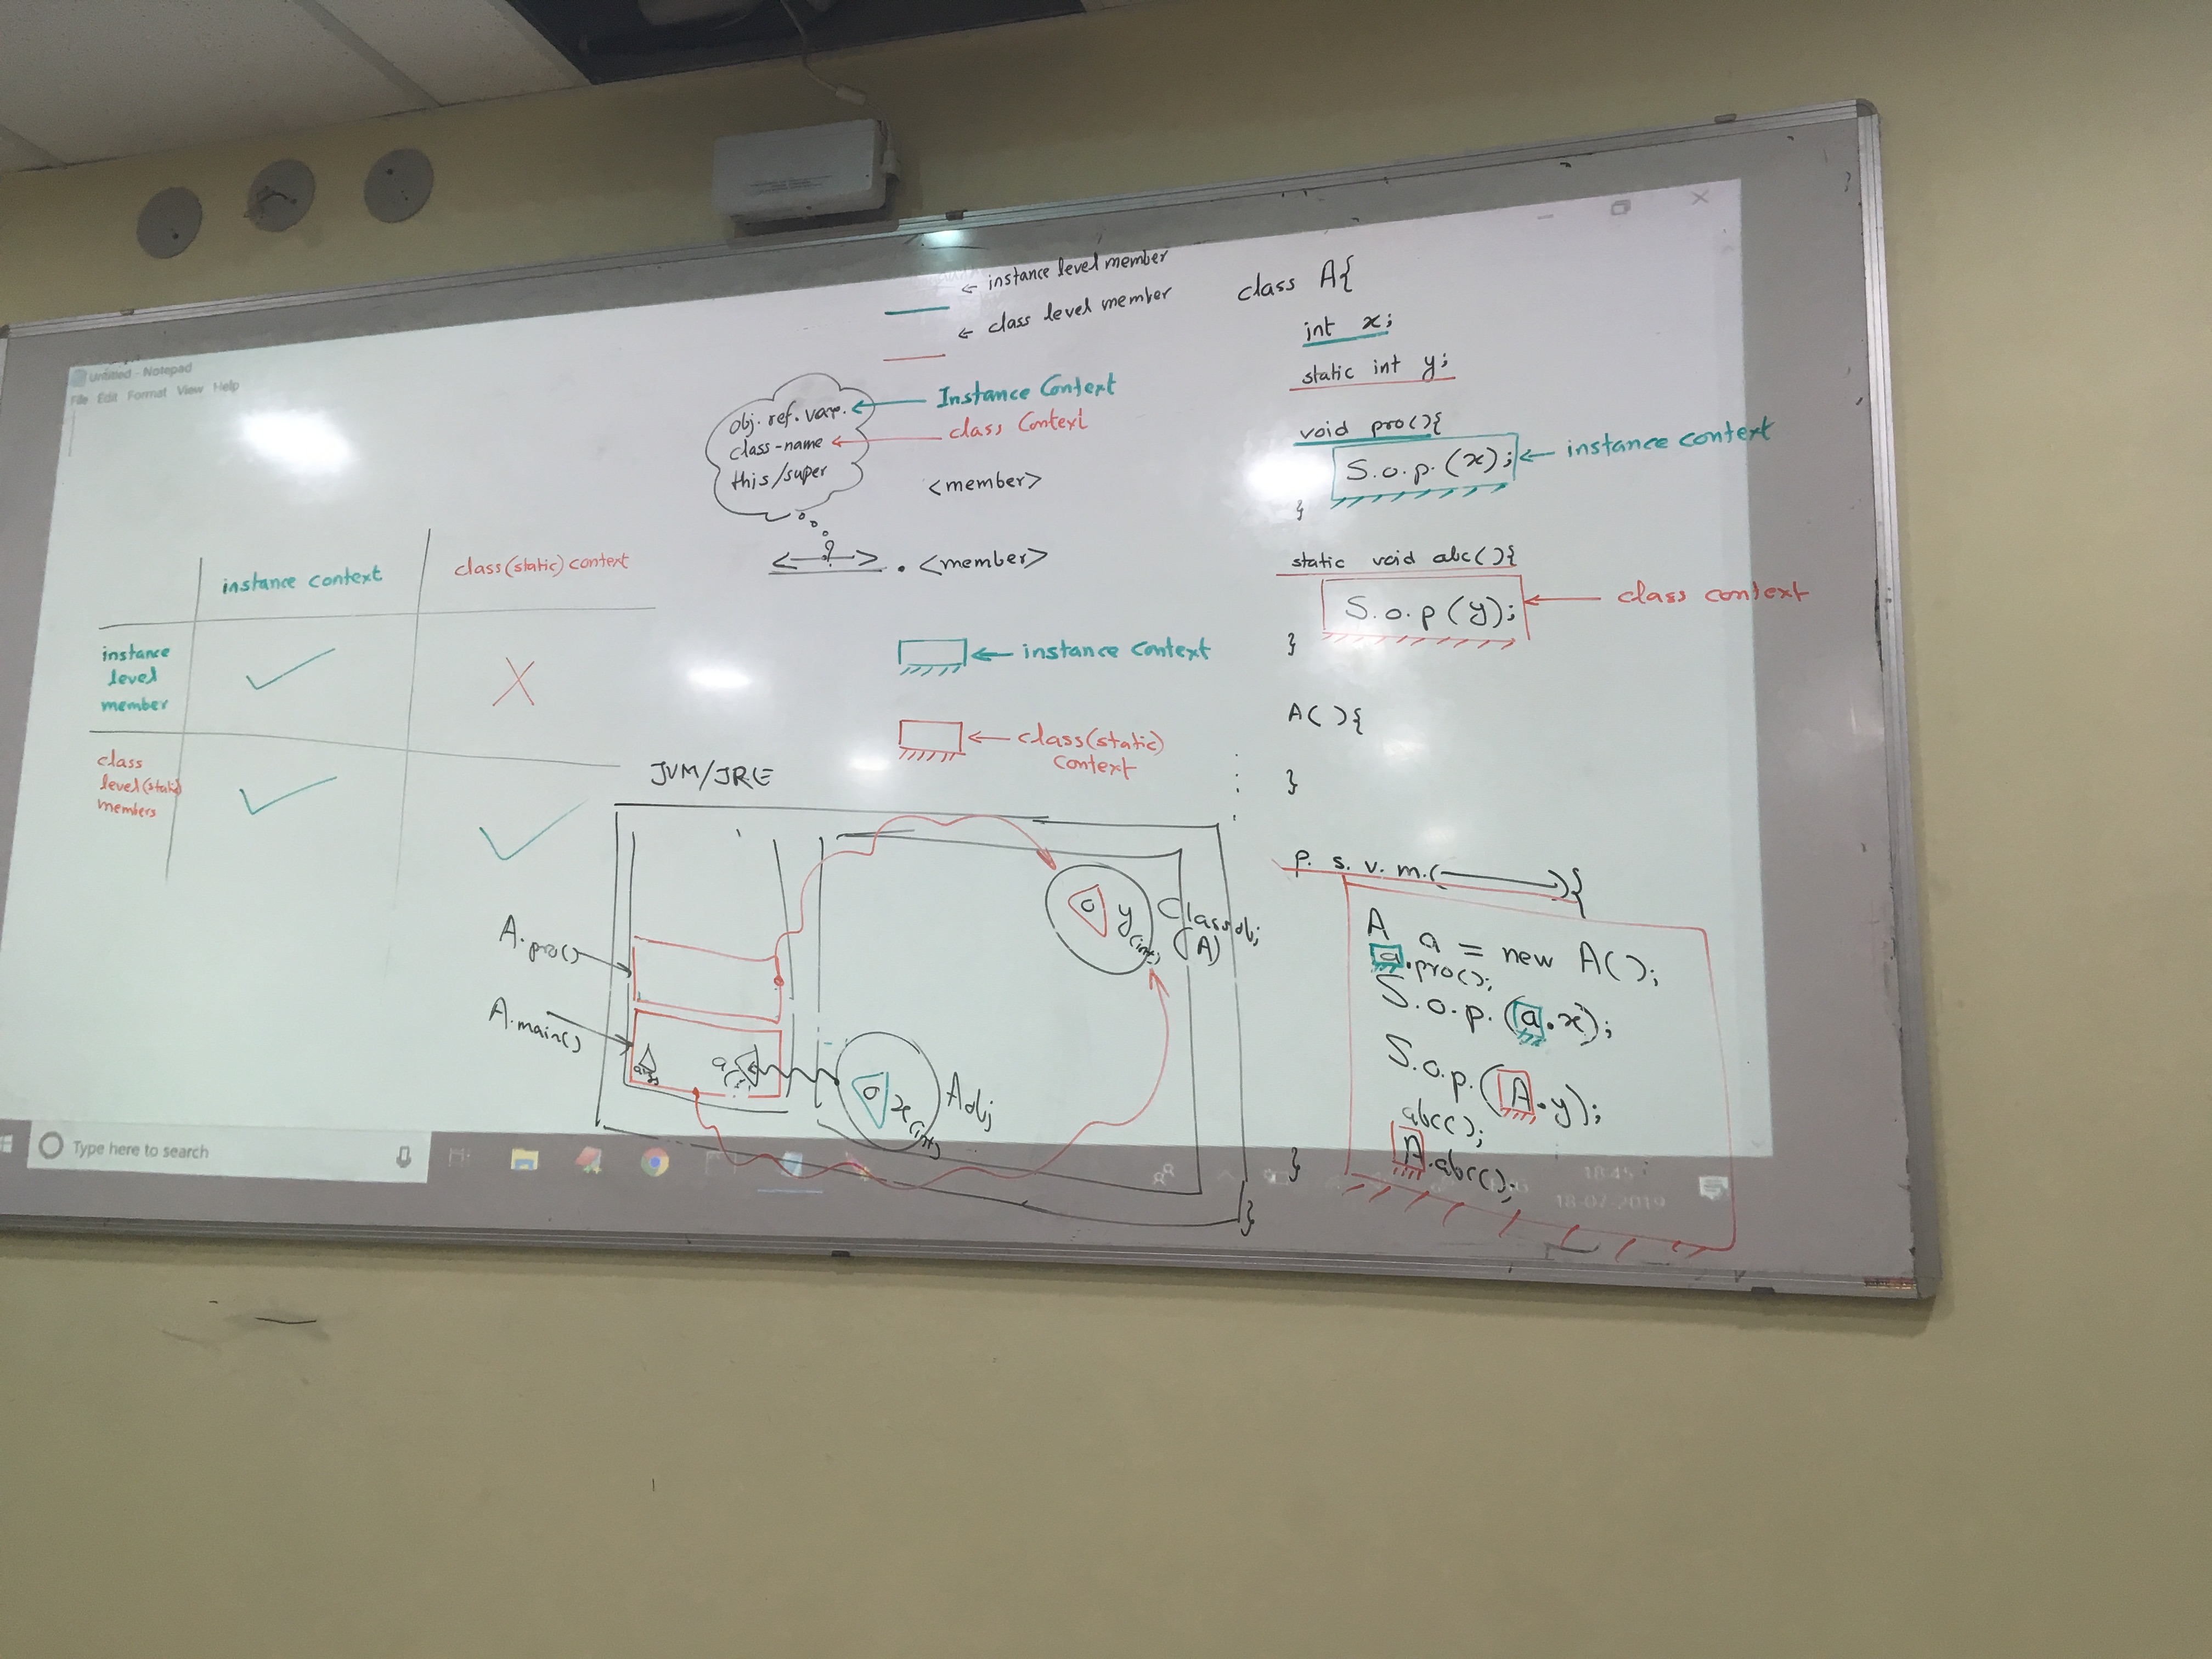 Untitled - Notepad
File Edit Format View Help
← instance level member
← class level member
obj. ref. var. ← Instance Context
class-name ← class Context
this/super
<member>
< ? > . <member>
instance context
class(static) context
instance
level
member
class
level(static)
members
← instance context
← class(static)
context
JVM/JRE
A.pro()
A.main()
args
a
0 y (int)
Class obj
(A)
0 x (int)
A obj
class A{
int x;
static int y;
void pro(){
S.o.p.(x); ← instance context
}
static void abc(){
S.o.p(y); ← class context
}
A(){
}
p. s. v. m.( ){
A a = new A();
a.pro();
S.o.p.(a.x);
S.o.p.(A.y);
abc();
A.abc();
}
}
Type here to search
18:45
18-07-2019